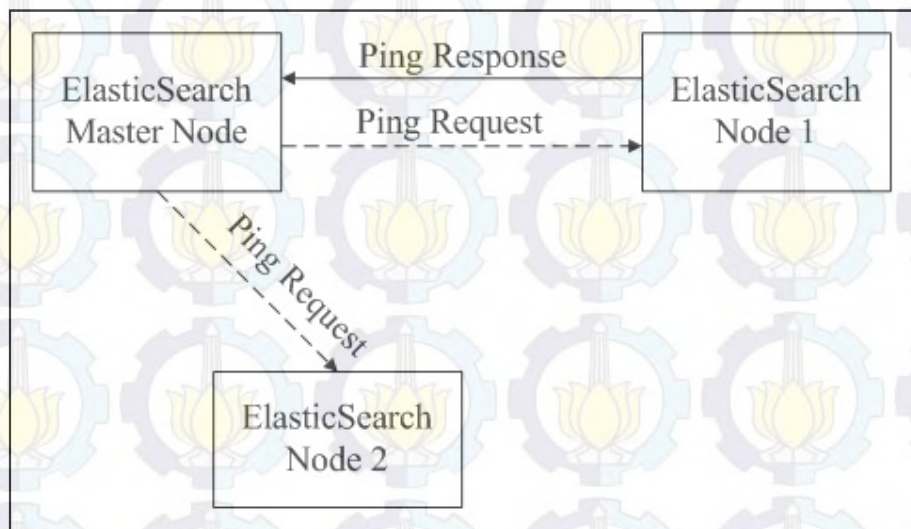 ElasticSearch
Master Node
Ping Response
Ping Request
ElasticSearch
Node 1
Ping Request
ElasticSearch
Node 2